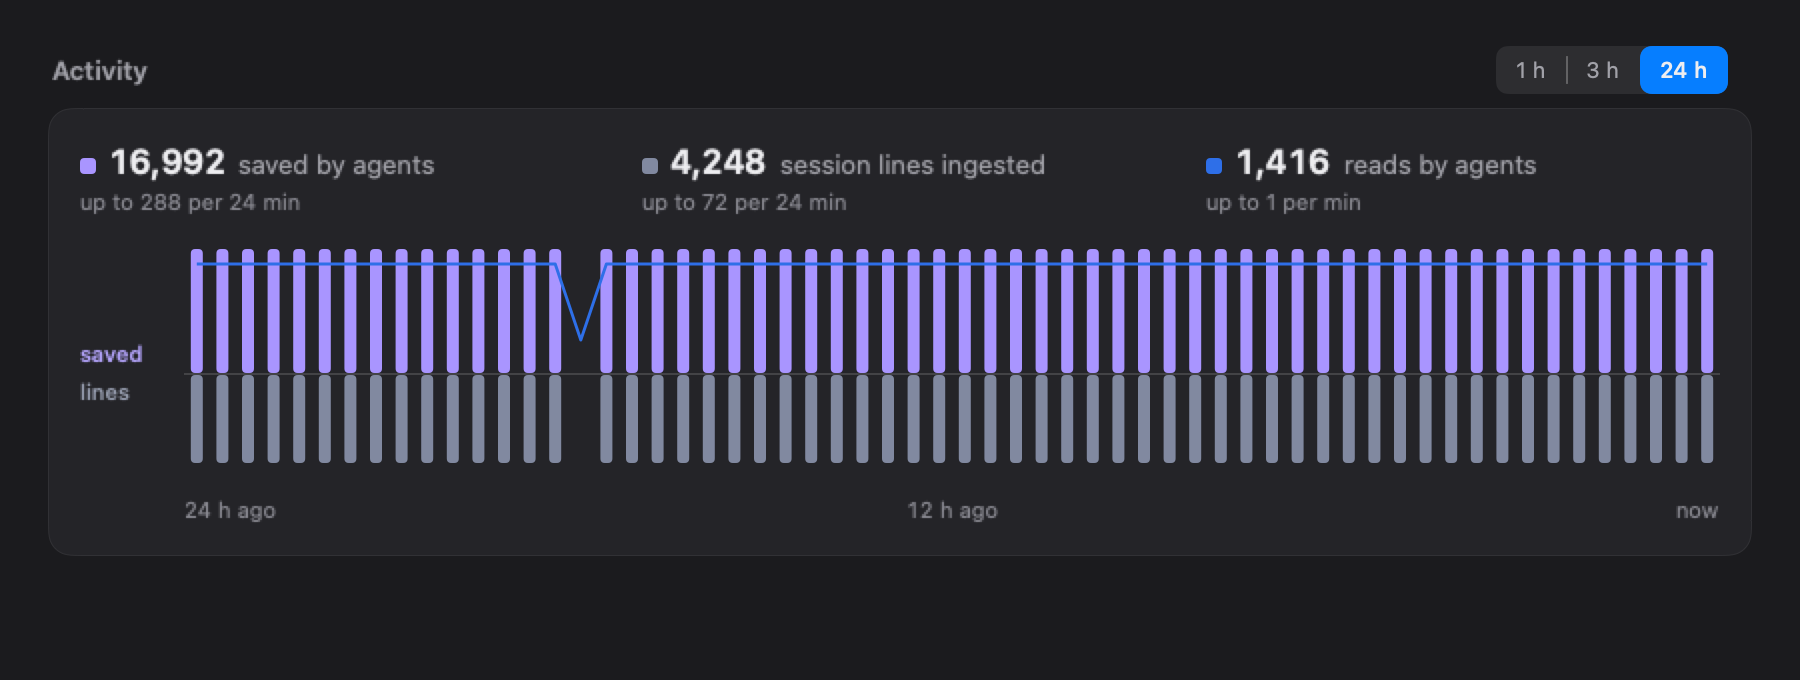 Activity
1 h
3 h
24 h
16,992 saved by agents
up to 288 per 24 min
4,248 session lines ingested
up to 72 per 24 min
1,416 reads by agents
up to 1 per min
saved
lines
24 h ago
12 h ago
now